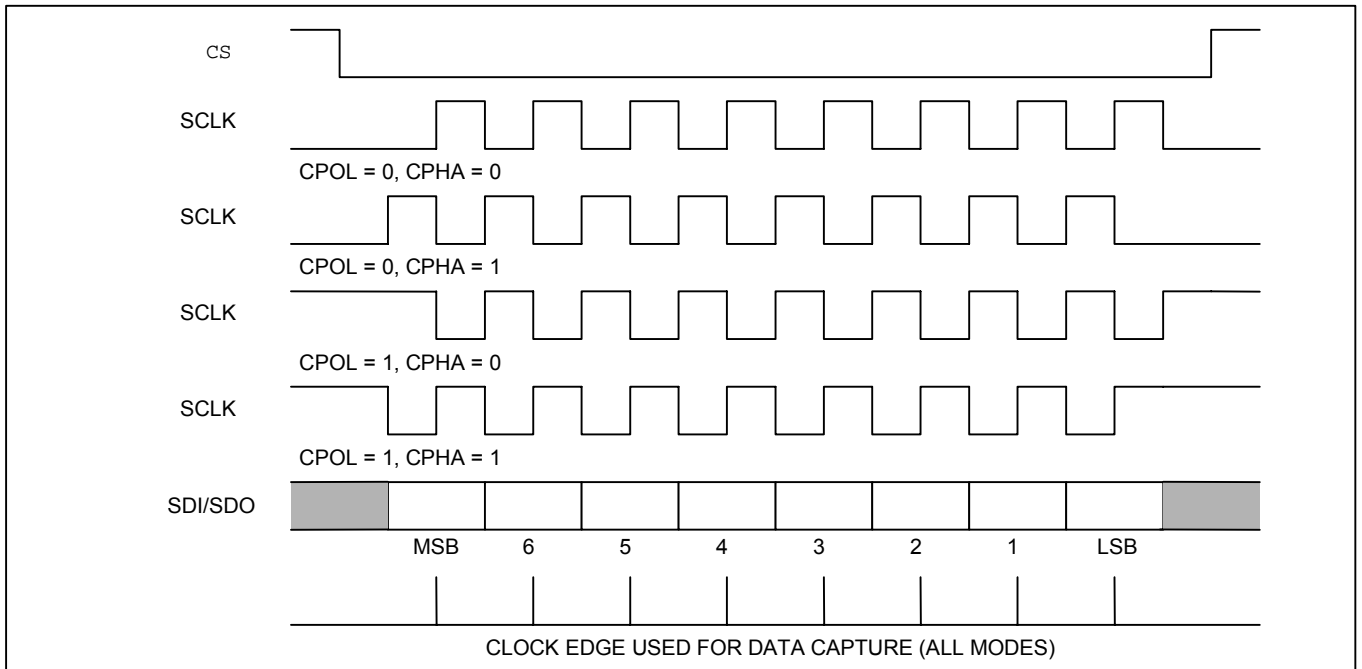 CS
SCLK
CPOL = 0, CPHA = 0
SCLK
CPOL = 0, CPHA = 1
SCLK
CPOL = 1, CPHA = 0
SCLK
CPOL = 1, CPHA = 1
SDI/SDO
MSB 6 5 4 3 2 1 LSB
CLOCK EDGE USED FOR DATA CAPTURE (ALL MODES)